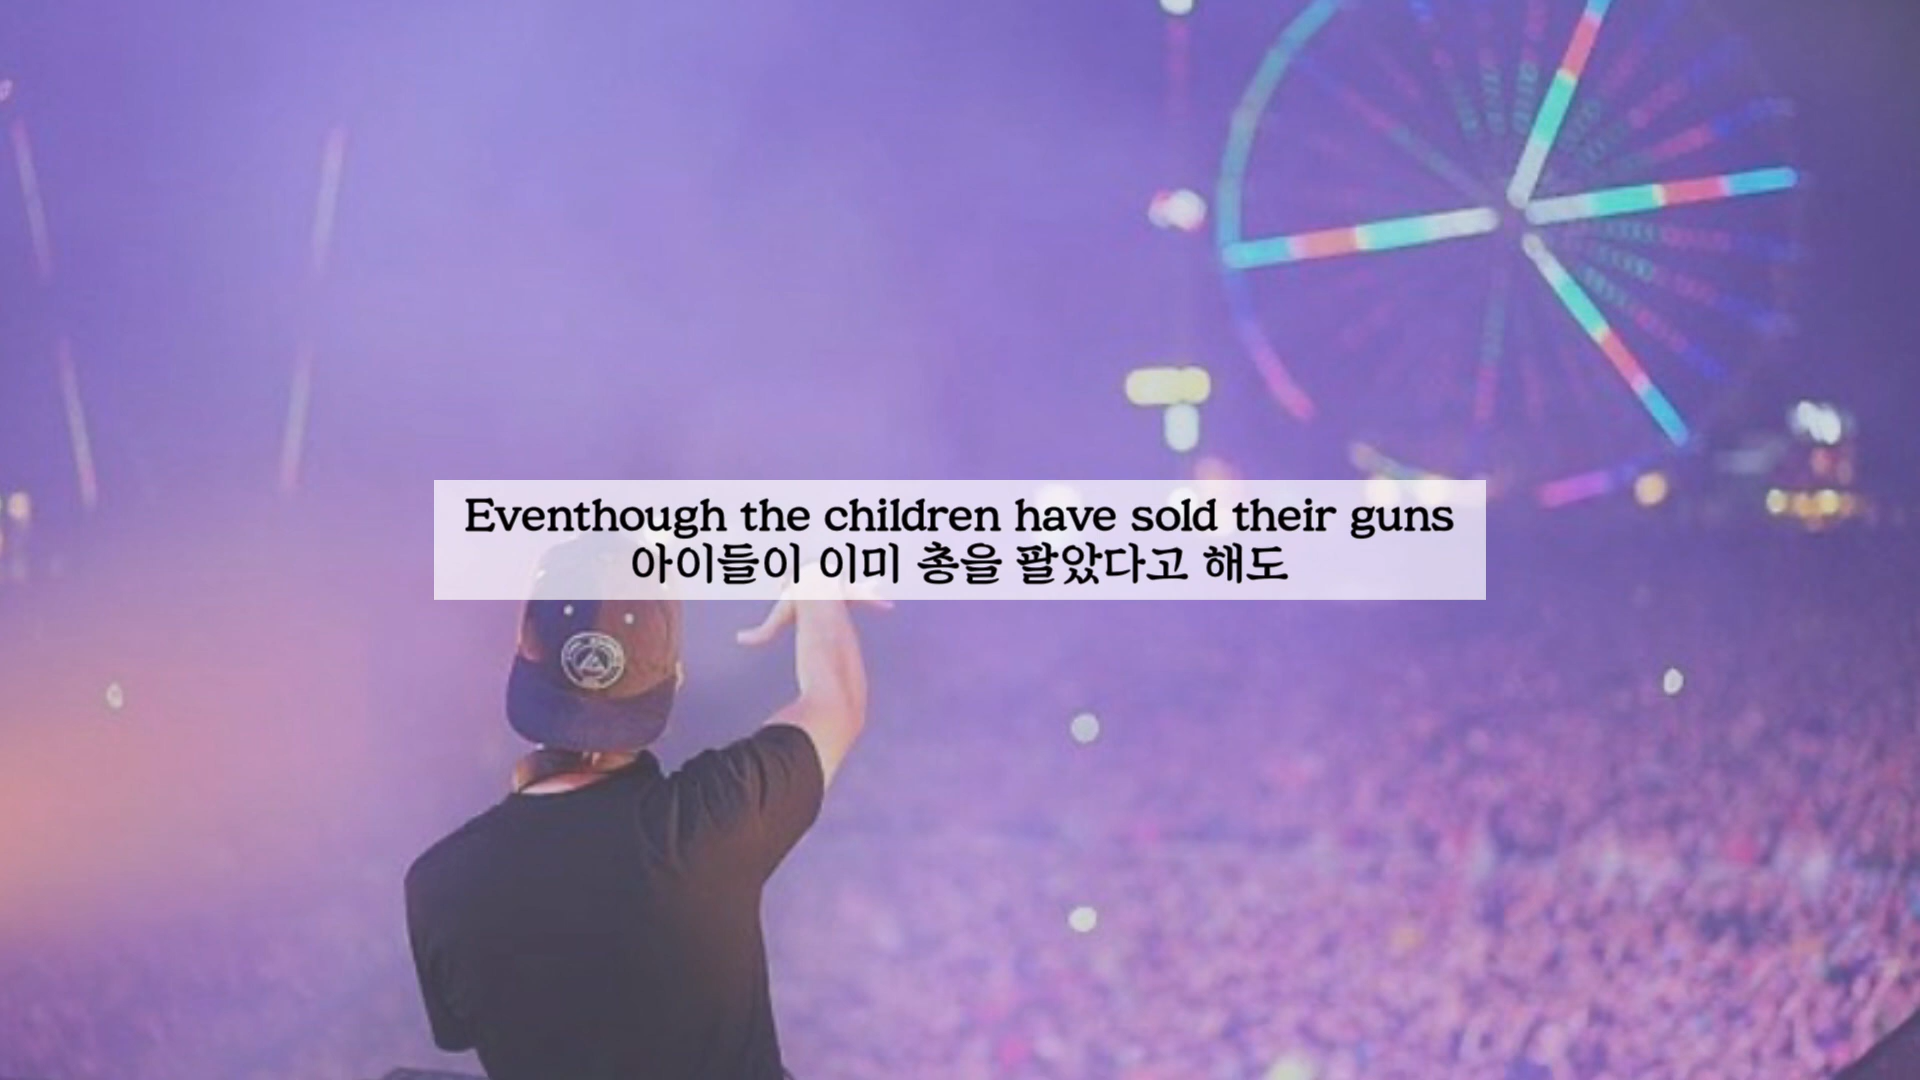 Eventhough the children have sold their guns
아이들이 이미 총을 팔았다고 해도